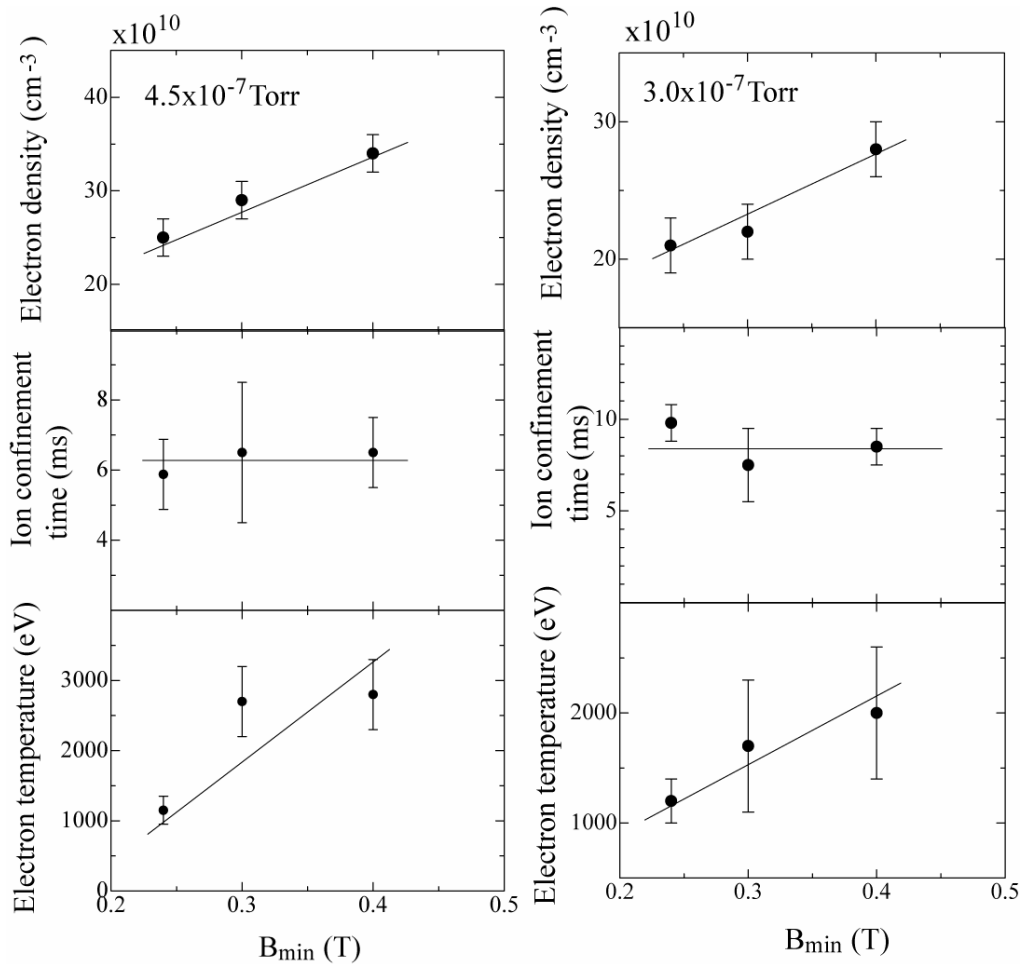 x10^10
Electron density (cm^-3)
4.5x10^-7 Torr
40
30
20
Ion confinement
time (ms)
8
6
4
Electron temperature (eV)
3000
2000
1000
0
0.2
0.3
0.4
0.5
B_min (T)
x10^10
Electron density (cm^-3)
3.0x10^-7 Torr
30
20
Ion confinement
time (ms)
10
5
Electron temperature (eV)
2000
1000
0.2
0.3
0.4
0.5
B_min (T)